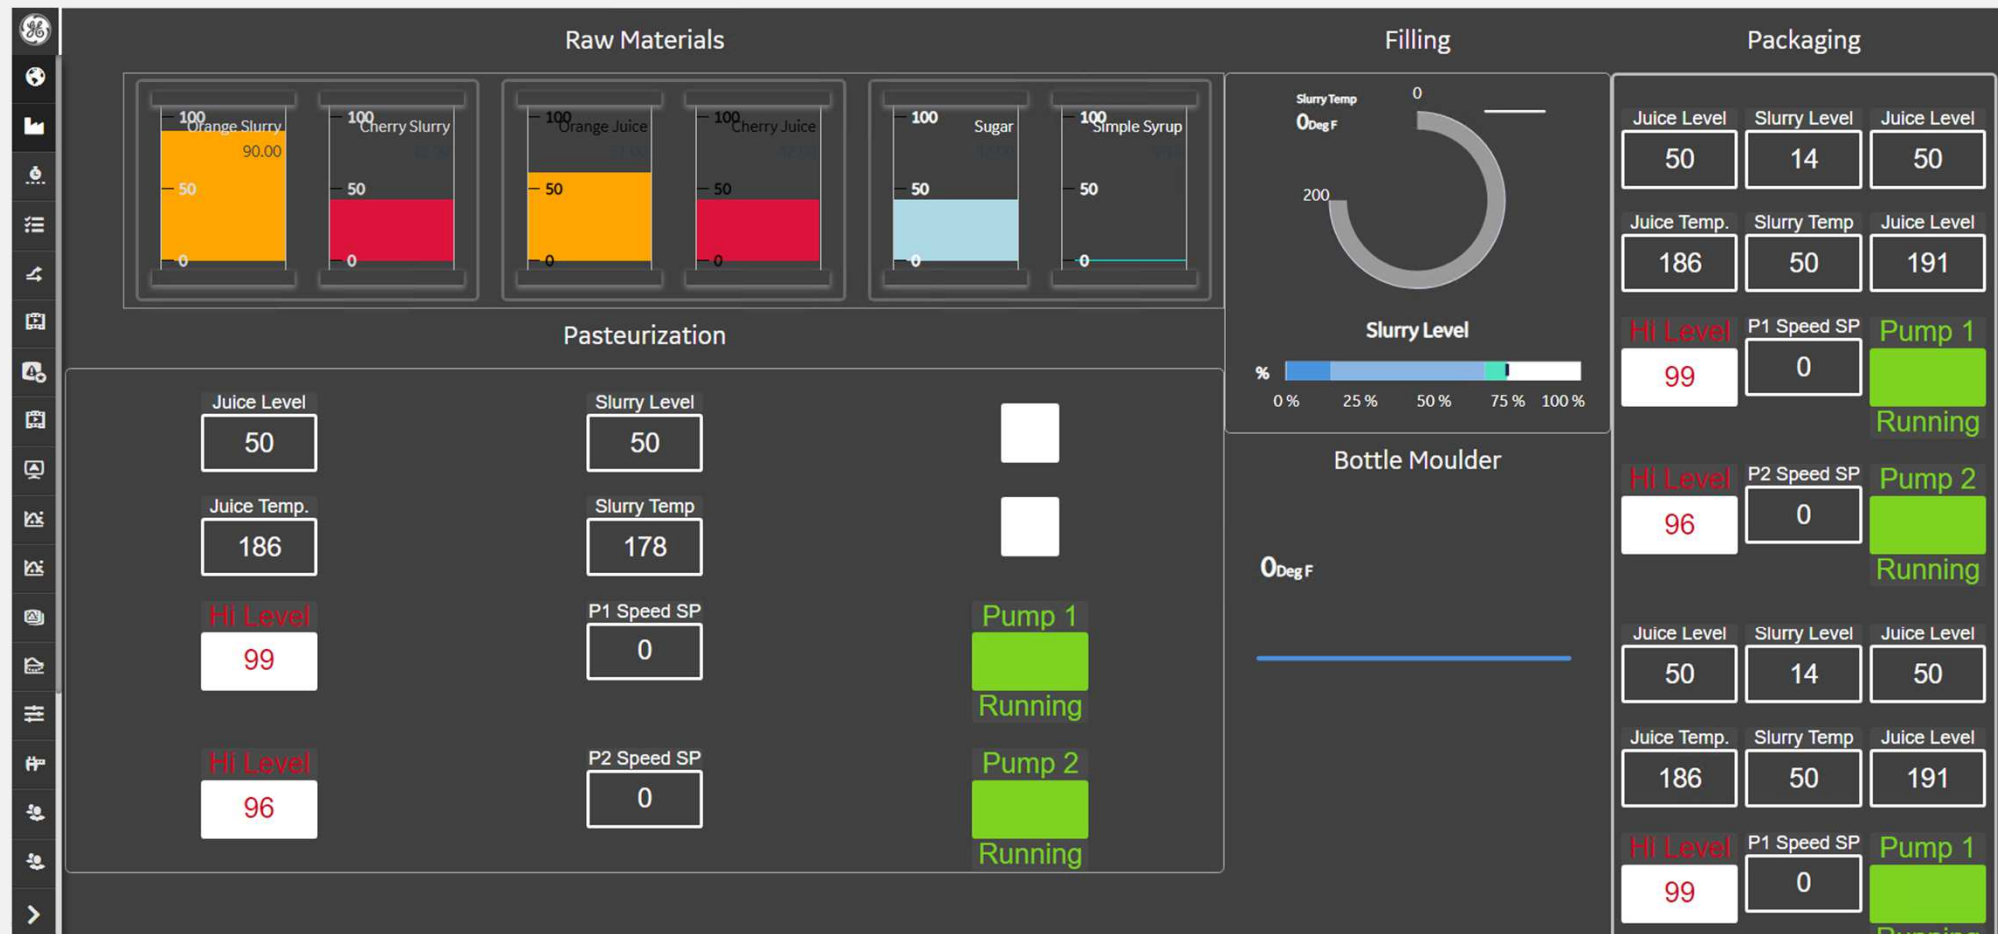 Raw Materials
Filling
Packaging
100
Orange Slurry
90.00
50
0
100
Cherry Slurry
50
0
100
Orange Juice
50
0
100
Cherry Juice
50
0
100
Sugar
50
0
100
Simple Syrup
50
0
Slurry Temp
0Deg F
0
200
Slurry Level
%
0 %
25 %
50 %
75 %
100 %
Bottle Moulder
0Deg F
Pasteurization
Juice Level
50
Slurry Level
50
Juice Temp.
186
Slurry Temp
178
Hi Level
99
P1 Speed SP
0
Pump 1
Running
Hi Level
96
P2 Speed SP
0
Pump 2
Running
Juice Level Slurry Level Juice Level
50 14 50
Juice Temp. Slurry Temp Juice Level
186 50 191
Hi Level P1 Speed SP Pump 1
99 0
Running
Hi Level P2 Speed SP Pump 2
96 0
Running
Juice Level Slurry Level Juice Level
50 14 50
Juice Temp. Slurry Temp Juice Level
186 50 191
Hi Level P1 Speed SP Pump 1
99 0